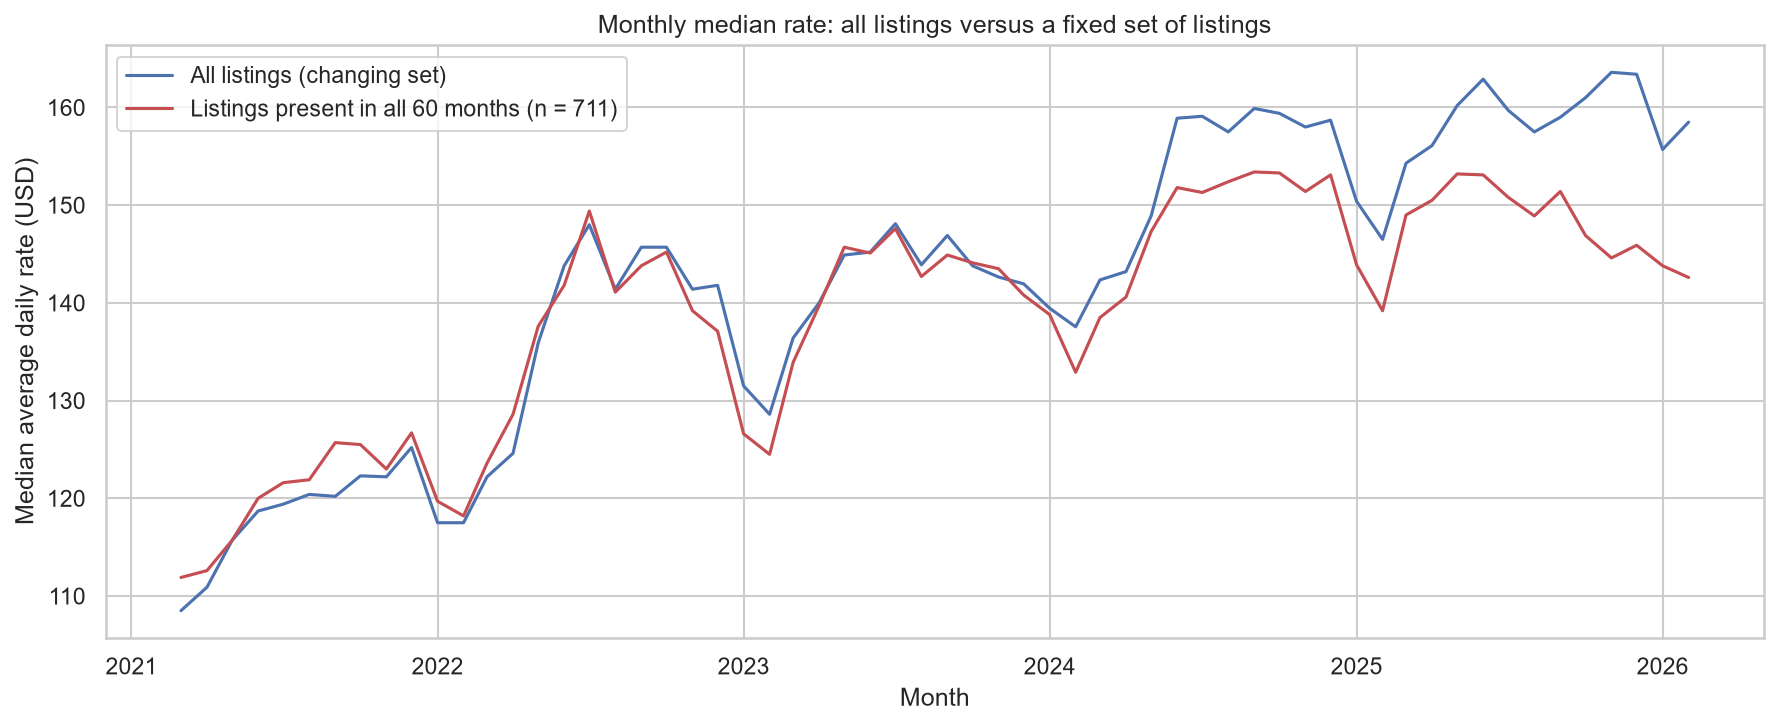 Monthly median rate: all listings versus a fixed set of listings
All listings (changing set)
Listings present in all 60 months (n = 711)
Median average daily rate (USD)
160
150
140
130
120
110
2021
2022
2023
2024
2025
2026
Month